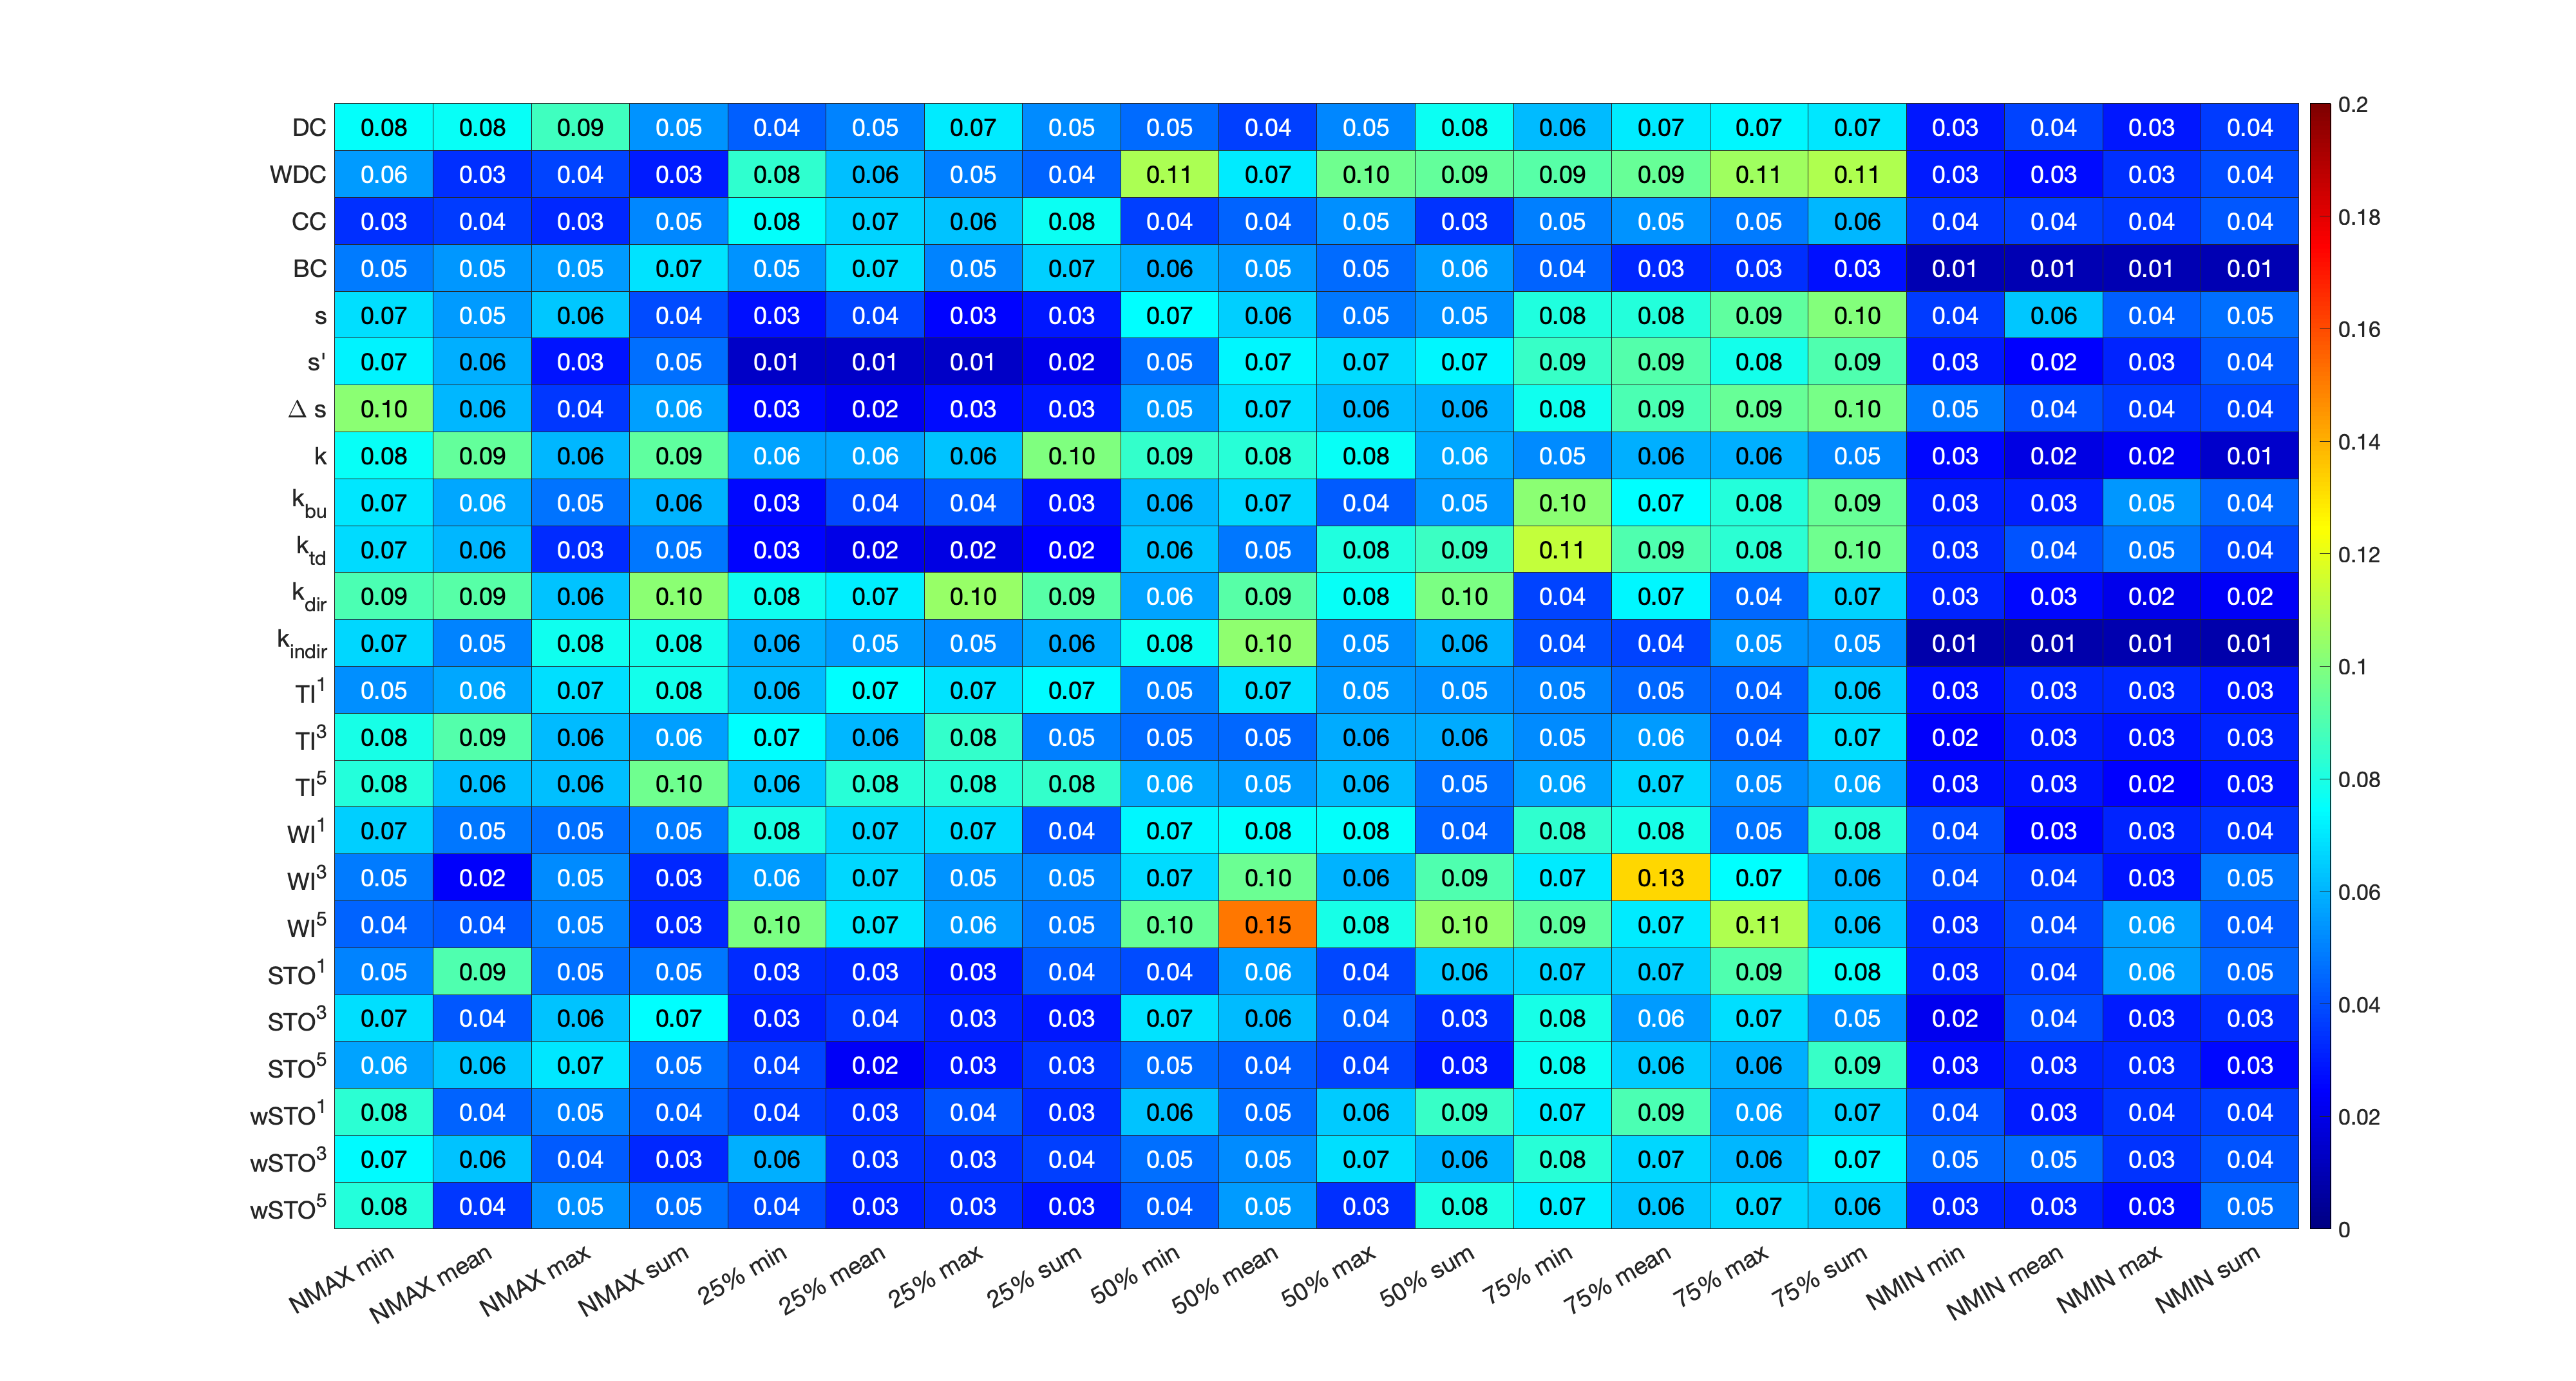 DC 0.08 0.08 0.09 0.05 0.04 0.05 0.07 0.05 0.05 0.04 0.05 0.08 0.06 0.07 0.07 0.07 0.03 0.04 0.03 0.04
WDC 0.06 0.03 0.04 0.03 0.08 0.06 0.05 0.04 0.11 0.07 0.10 0.09 0.09 0.09 0.11 0.11 0.03 0.03 0.03 0.04
CC 0.03 0.04 0.03 0.05 0.08 0.07 0.06 0.08 0.04 0.04 0.05 0.03 0.05 0.05 0.05 0.06 0.04 0.04 0.04 0.04
BC 0.05 0.05 0.05 0.07 0.05 0.07 0.05 0.07 0.06 0.05 0.05 0.06 0.04 0.03 0.03 0.03 0.01 0.01 0.01 0.01
s 0.07 0.05 0.06 0.04 0.03 0.04 0.03 0.03 0.07 0.06 0.05 0.05 0.08 0.08 0.09 0.10 0.04 0.06 0.04 0.05
s' 0.07 0.06 0.03 0.05 0.01 0.01 0.01 0.02 0.05 0.07 0.07 0.07 0.09 0.09 0.08 0.09 0.03 0.02 0.03 0.04
Δ s 0.10 0.06 0.04 0.06 0.03 0.02 0.03 0.03 0.05 0.07 0.06 0.06 0.08 0.09 0.09 0.10 0.05 0.04 0.04 0.04
k 0.08 0.09 0.06 0.09 0.06 0.06 0.06 0.10 0.09 0.08 0.08 0.06 0.05 0.06 0.06 0.05 0.03 0.02 0.02 0.01
k_bu 0.07 0.06 0.05 0.06 0.03 0.04 0.04 0.03 0.06 0.07 0.04 0.05 0.10 0.07 0.08 0.09 0.03 0.03 0.05 0.04
k_td 0.07 0.06 0.03 0.05 0.03 0.02 0.02 0.02 0.06 0.05 0.08 0.09 0.11 0.09 0.08 0.10 0.03 0.04 0.05 0.04
k_dir 0.09 0.09 0.06 0.10 0.08 0.07 0.10 0.09 0.06 0.09 0.08 0.10 0.04 0.07 0.04 0.07 0.03 0.03 0.02 0.02
k_indir 0.07 0.05 0.08 0.08 0.06 0.05 0.05 0.06 0.08 0.10 0.05 0.06 0.04 0.04 0.05 0.05 0.01 0.01 0.01 0.01
TI¹ 0.05 0.06 0.07 0.08 0.06 0.07 0.07 0.07 0.05 0.07 0.05 0.05 0.05 0.05 0.04 0.06 0.03 0.03 0.03 0.03
TI³ 0.08 0.09 0.06 0.06 0.07 0.06 0.08 0.05 0.05 0.05 0.06 0.06 0.05 0.06 0.04 0.07 0.02 0.03 0.03 0.03
TI⁵ 0.08 0.06 0.06 0.10 0.06 0.08 0.08 0.08 0.06 0.05 0.06 0.05 0.06 0.07 0.05 0.06 0.03 0.03 0.02 0.03
WI¹ 0.07 0.05 0.05 0.05 0.08 0.07 0.07 0.04 0.07 0.08 0.08 0.04 0.08 0.08 0.05 0.08 0.04 0.03 0.03 0.04
WI³ 0.05 0.02 0.05 0.03 0.06 0.07 0.05 0.05 0.07 0.10 0.06 0.09 0.07 0.13 0.07 0.06 0.04 0.04 0.03 0.05
WI⁵ 0.04 0.04 0.05 0.03 0.10 0.07 0.06 0.05 0.10 0.15 0.08 0.10 0.09 0.07 0.11 0.06 0.03 0.04 0.06 0.04
STO¹ 0.05 0.09 0.05 0.05 0.03 0.03 0.03 0.04 0.04 0.06 0.04 0.06 0.07 0.07 0.09 0.08 0.03 0.04 0.06 0.05
STO³ 0.07 0.04 0.06 0.07 0.03 0.04 0.03 0.03 0.07 0.06 0.04 0.03 0.08 0.06 0.07 0.05 0.02 0.04 0.03 0.03
STO⁵ 0.06 0.06 0.07 0.05 0.04 0.02 0.03 0.03 0.05 0.04 0.04 0.03 0.08 0.06 0.06 0.09 0.03 0.03 0.03 0.03
wSTO¹ 0.08 0.04 0.05 0.04 0.04 0.03 0.04 0.03 0.06 0.05 0.06 0.09 0.07 0.09 0.06 0.07 0.04 0.03 0.04 0.04
wSTO³ 0.07 0.06 0.04 0.03 0.06 0.03 0.03 0.04 0.05 0.05 0.07 0.06 0.08 0.07 0.06 0.07 0.05 0.05 0.03 0.04
wSTO⁵ 0.08 0.04 0.05 0.05 0.04 0.03 0.03 0.03 0.04 0.05 0.03 0.08 0.07 0.06 0.07 0.06 0.03 0.03 0.03 0.05
NMAX min NMAX mean NMAX max NMAX sum 25% min 25% mean 25% max 25% sum 50% min 50% mean 50% max 50% sum 75% min 75% mean 75% max 75% sum NMIN min NMIN mean NMIN max NMIN sum
0.2
0.18
0.16
0.14
0.12
0.1
0.08
0.06
0.04
0.02
0